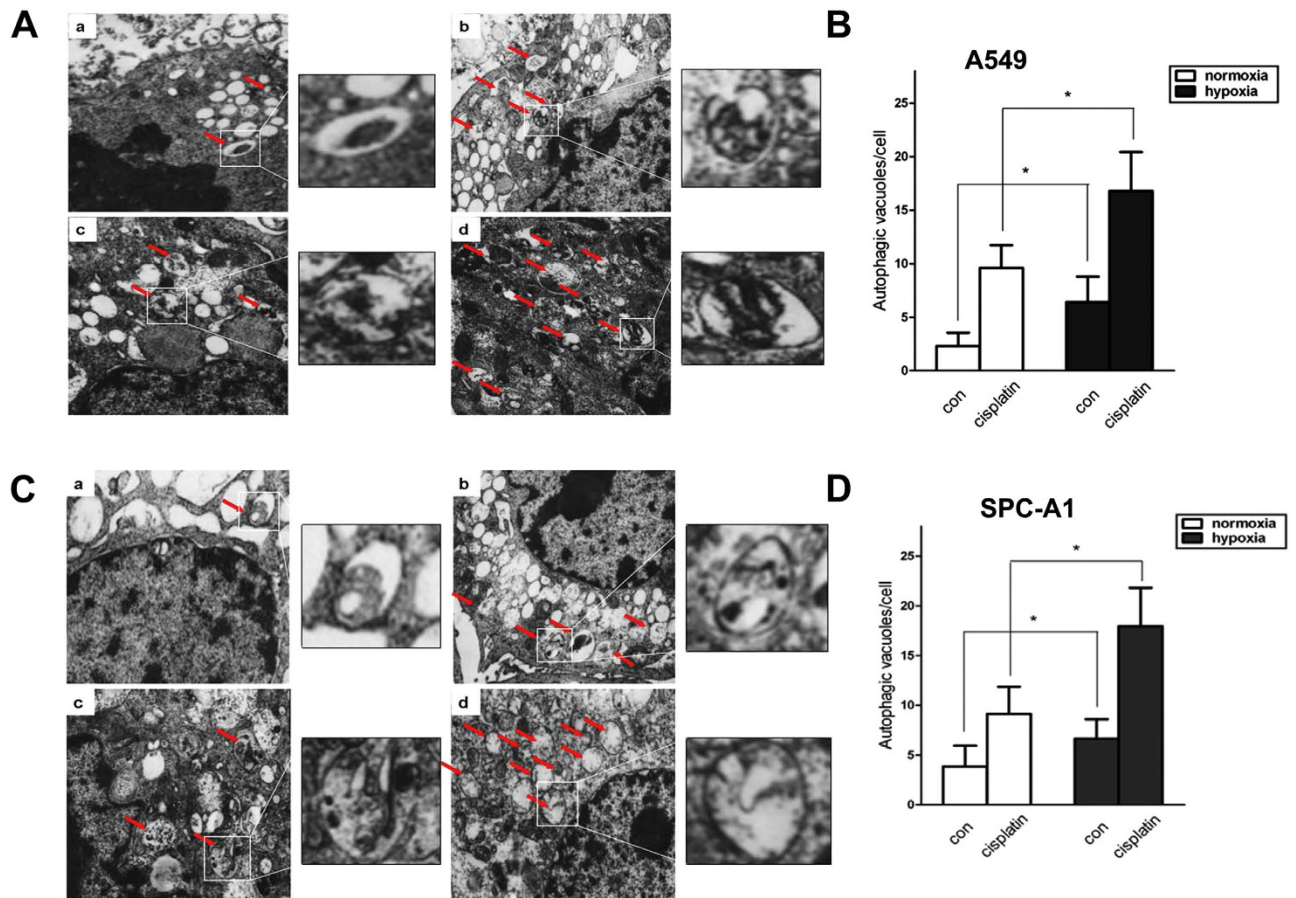 A
a
b
c
d
B
A549
normoxia
hypoxia
Autophagic vacuoles/cell
25
20
15
10
5
0
*
*
con
cisplatin
con
cisplatin
C
a
b
c
d
D
SPC-A1
normoxia
hypoxia
Autophagic vacuoles/cell
25
20
15
10
5
0
*
*
con
cisplatin
con
cisplatin